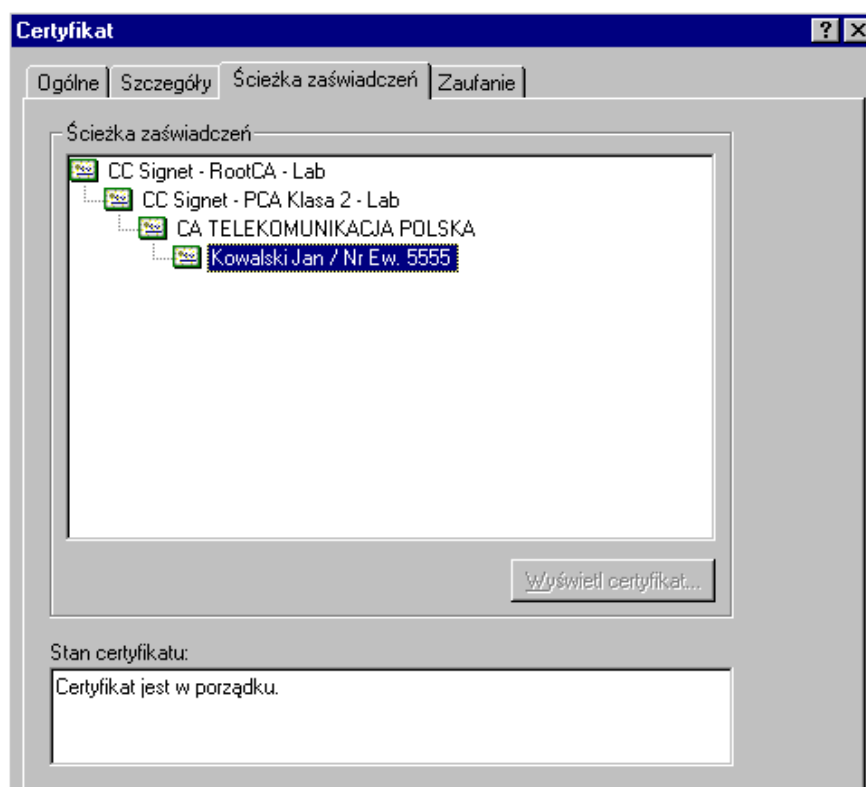 Certyfikat
Ogólne Szczegóły Ścieżka zaświadczeń Zaufanie
Ścieżka zaświadczeń
CC Signet - RootCA - Lab
CC Signet - PCA Klasa 2 - Lab
CA TELEKOMUNIKACJA POLSKA
Kowalski Jan / Nr Ew. 5555
Wyświetl certyfikat...
Stan certyfikatu:
Certyfikat jest w porządku.